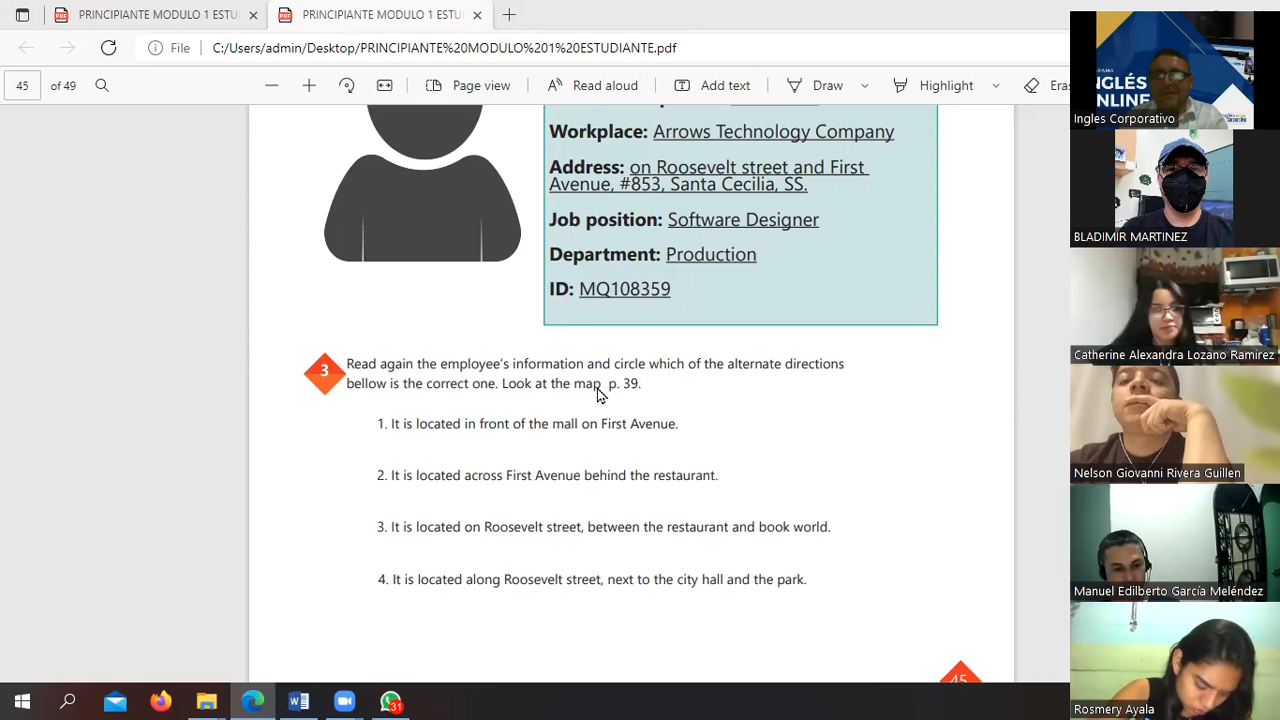 PRINCIPIANTE MODULO 1 ESTU
PRINCIPIANTE MODULO 1 ESTU
File
C:/Users/admin/Desktop/PRINCIPIANTE%20MODULO%201%20ESTUDIANTE.pdf
45 of 49
Page view
Read aloud
Add text
Draw
Highlight
Eras
Workplace: Arrows Technology Company
Address: on Roosevelt street and First
Avenue, #853, Santa Cecilia, SS.
Job position: Software Designer
Department: Production
ID: MQ108359
3
Read again the employee's information and circle which of the alternate directions
bellow is the correct one. Look at the map p. 39.
1. It is located in front of the mall on First Avenue.
2. It is located across First Avenue behind the restaurant.
3. It is located on Roosevelt street, between the restaurant and book world.
4. It is located along Roosevelt street, next to the city hall and the park.
45
31
INGLÉS
ONLINE
Ingles Corporativo
BLADIMIR MARTINEZ
Catherine Alexandra Lozano Ramirez
Nelson Giovanni Rivera Guillen
Manuel Edilberto García Meléndez
Rosmery Ayala